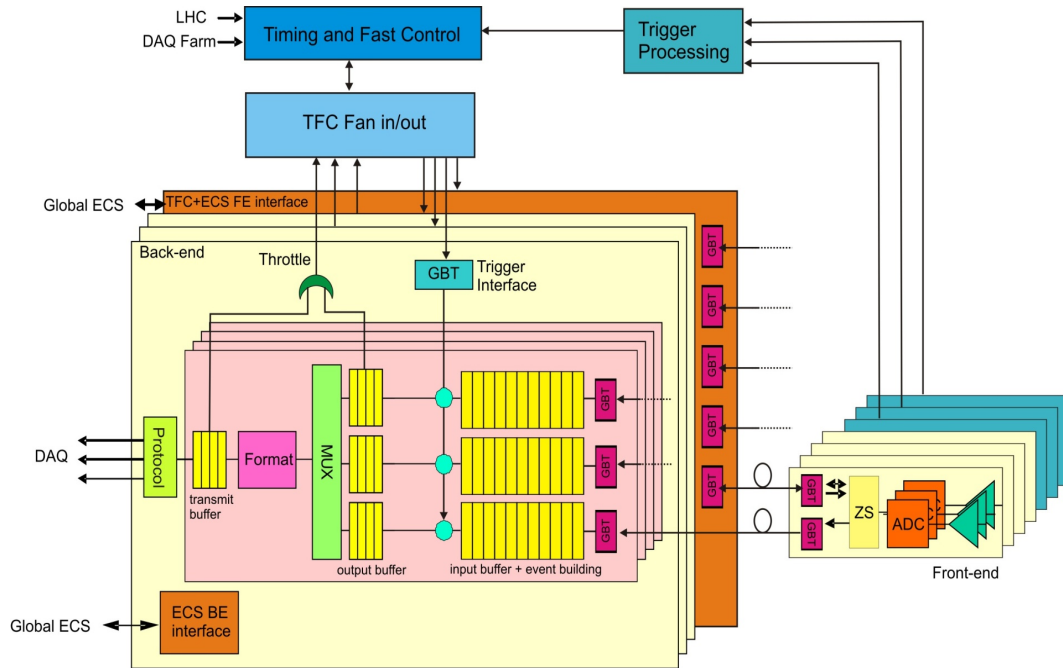 LHC
DAQ Farm
Timing and Fast Control
Trigger
Processing
TFC Fan in/out
Global ECS
TFC+ECS FE interface
Back-end
Throttle
GBT
Trigger
Interface
GBT
GBT
GBT
GBT
GBT
GBT
GBT
GBT
MUX
Protocol
DAQ
Format
transmit
buffer
output buffer
input buffer + event building
GBT
GBT
ZS
ADC
Front-end
ECS BE
interface
Global ECS